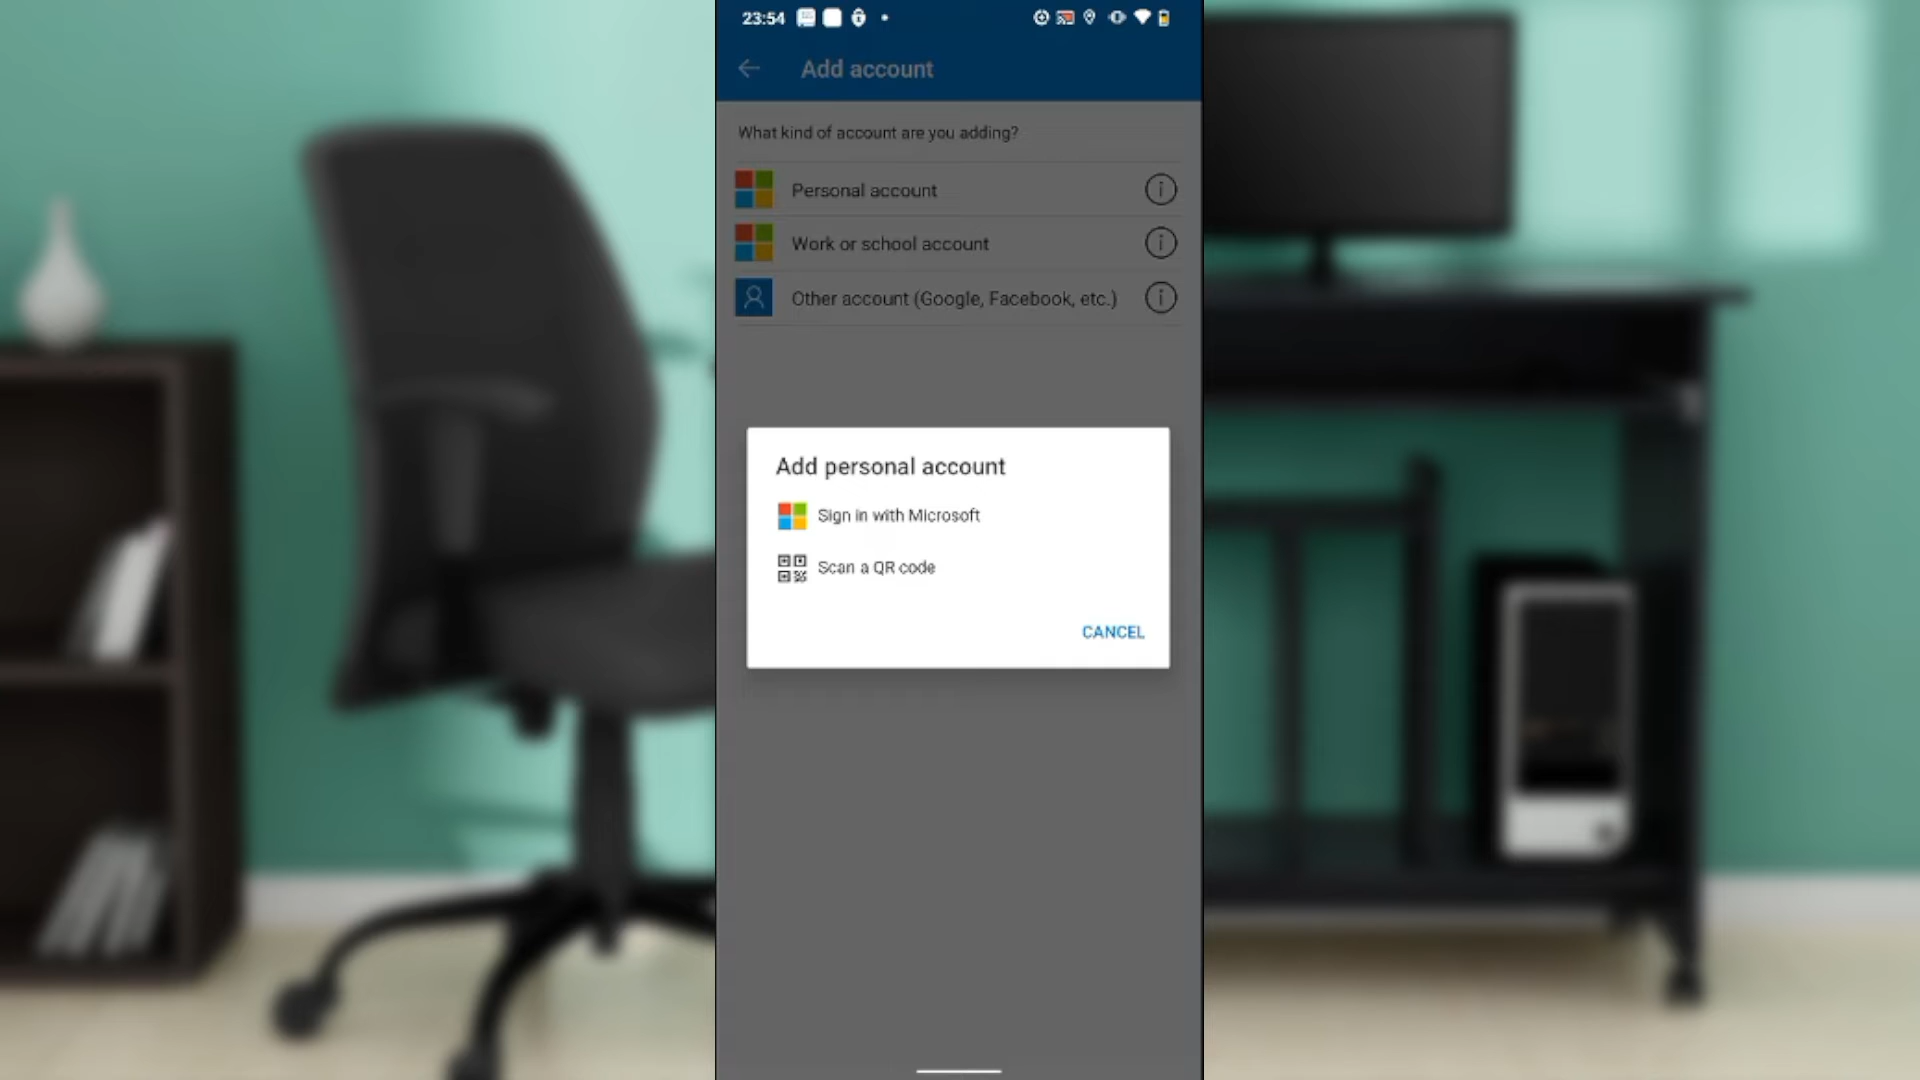 23:54
Add account
What kind of account are you adding?
Personal account
Work or school account
Other account (Google, Facebook, etc.)
Add personal account
Sign in with Microsoft
Scan a QR code
CANCEL